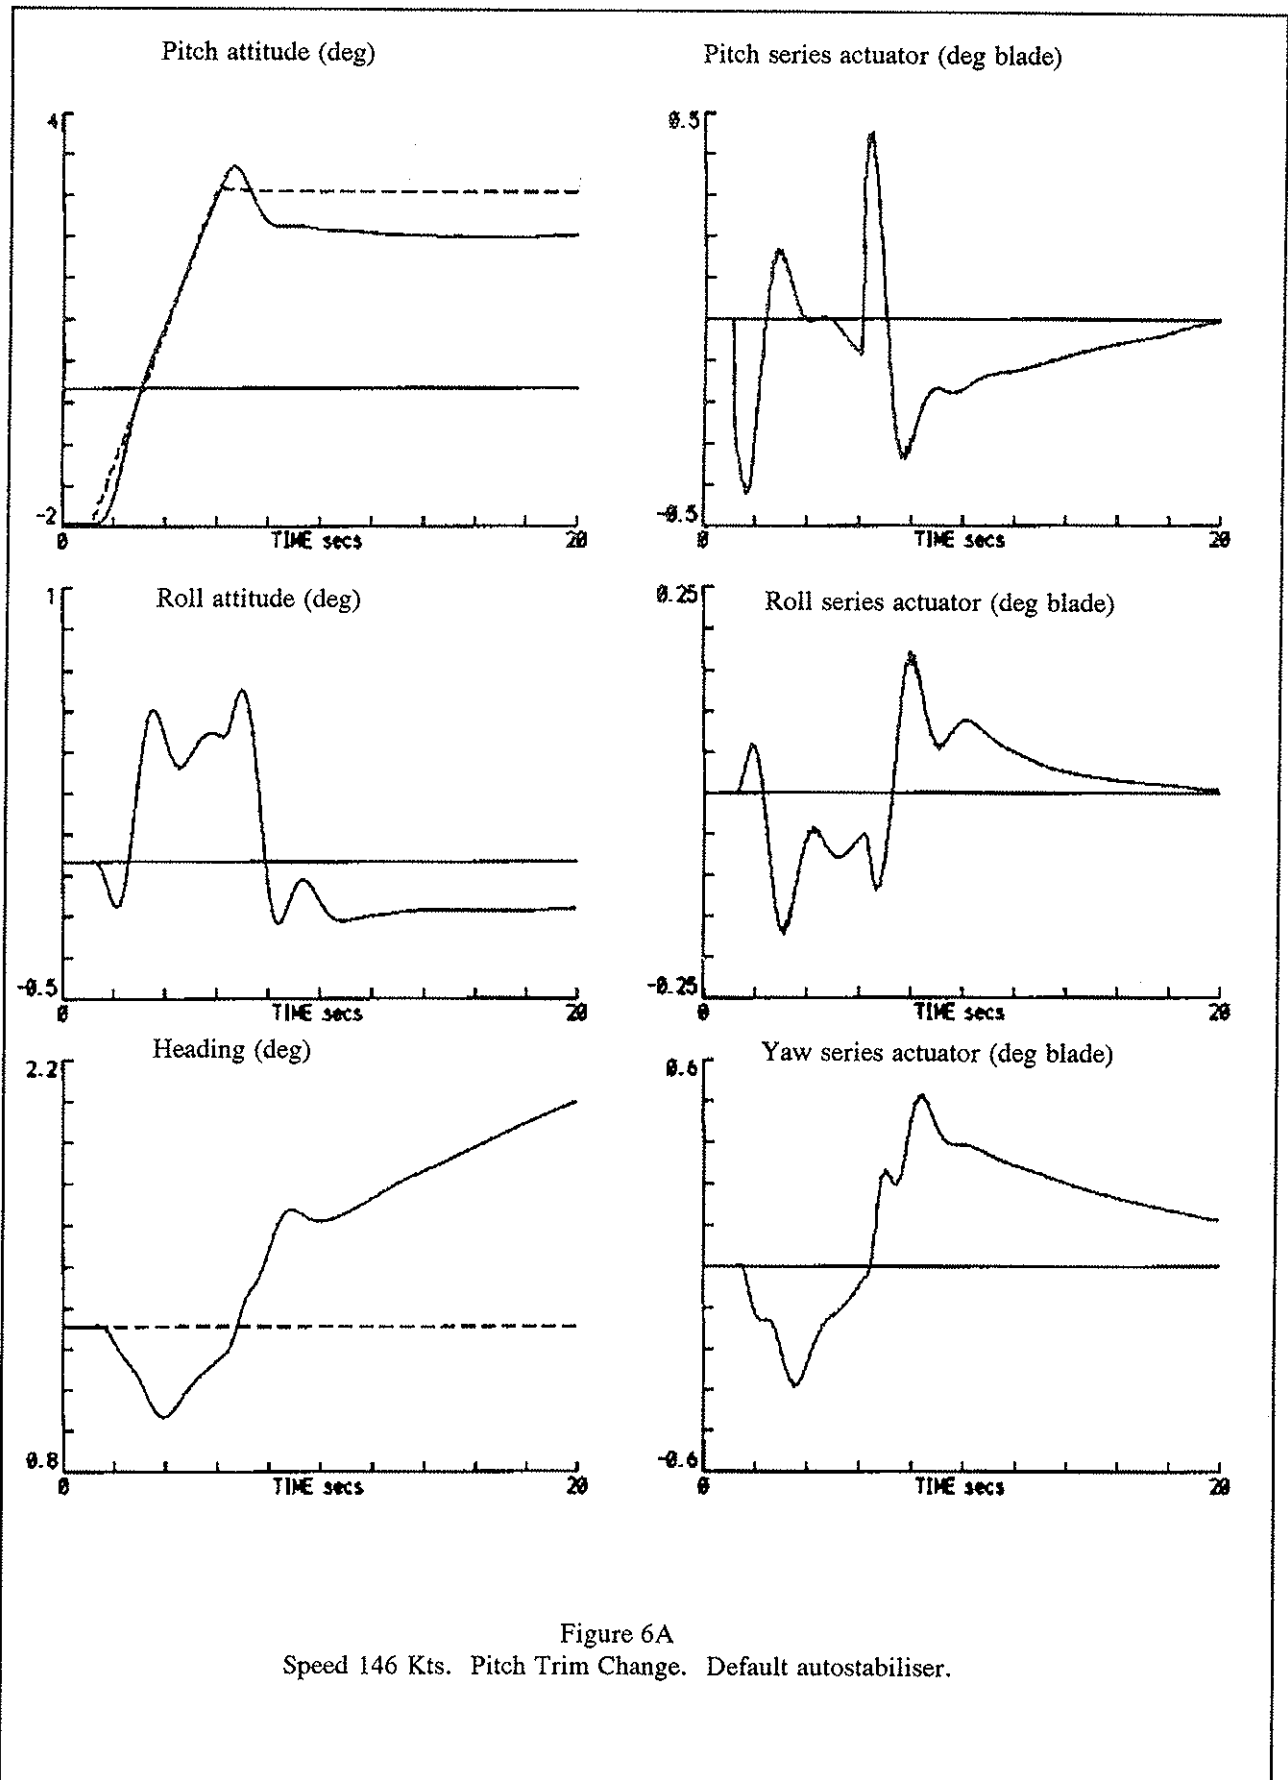 Pitch attitude (deg)
4
-2
0
TIME secs
20
Pitch series actuator (deg blade)
0.5
-0.5
0
TIME secs
20
Roll attitude (deg)
1
-0.5
0
TIME secs
20
Roll series actuator (deg blade)
0.25
-0.25
0
TIME secs
20
Heading (deg)
2.2
0.8
0
TIME secs
20
Yaw series actuator (deg blade)
0.6
-0.6
0
TIME secs
20
Figure 6A
Speed 146 Kts. Pitch Trim Change. Default autostabiliser.